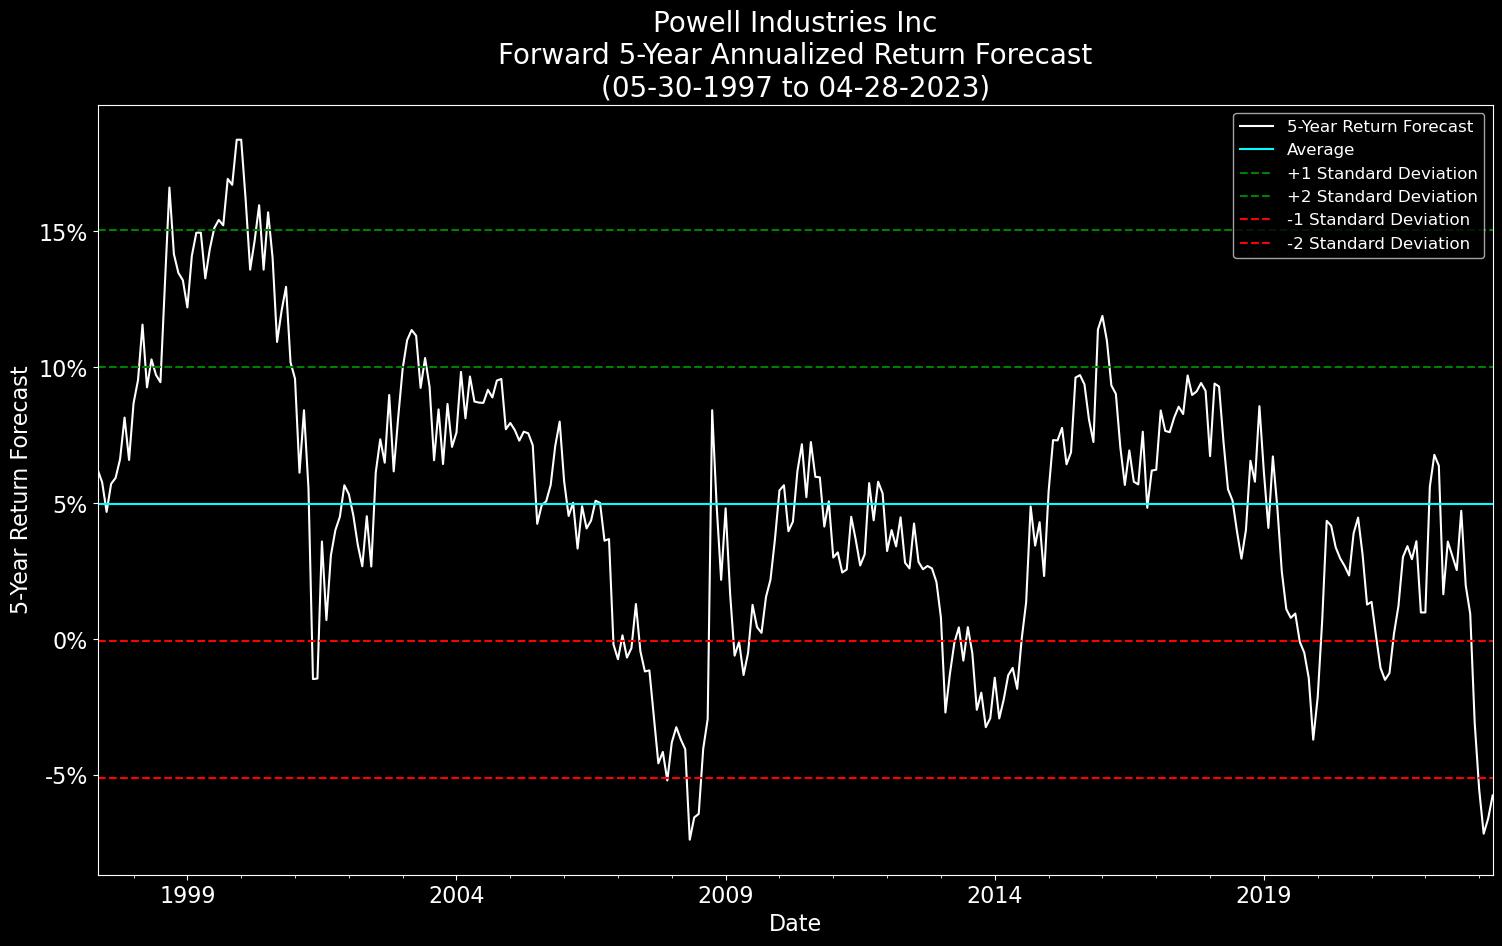 Powell Industries Inc
Forward 5-Year Annualized Return Forecast
(05-30-1997 to 04-28-2023)
5-Year Return Forecast
Average
+1 Standard Deviation
+2 Standard Deviation
-1 Standard Deviation
-2 Standard Deviation
15%
10%
5%
0%
-5%
5-Year Return Forecast
1999
2004
2009
2014
2019
Date